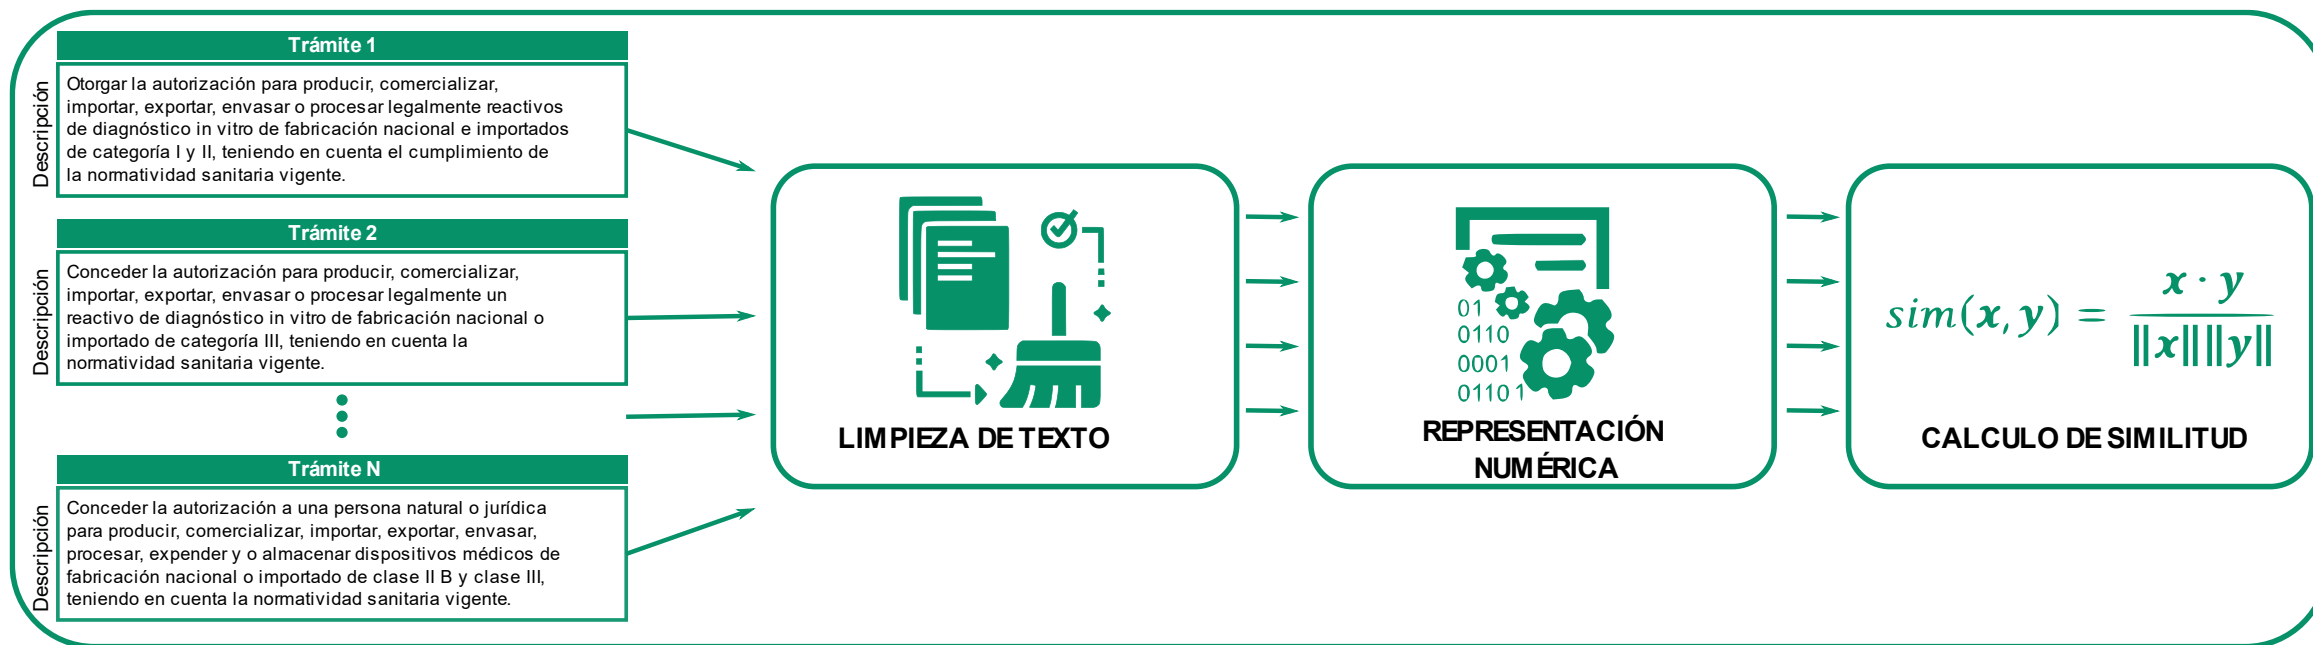 Trámite 1
Descripción
Otorgar la autorización para producir, comercializar,
importar, exportar, envasar o procesar legalmente reactivos
de diagnóstico in vitro de fabricación nacional e importados
de categoría I y II, teniendo en cuenta el cumplimiento de
la normatividad sanitaria vigente.
Trámite 2
Descripción
Conceder la autorización para producir, comercializar,
importar, exportar, envasar o procesar legalmente un
reactivo de diagnóstico in vitro de fabricación nacional o
importado de categoría III, teniendo en cuenta la
normatividad sanitaria vigente.
Trámite N
Descripción
Conceder la autorización a una persona natural o jurídica
para producir, comercializar, importar, exportar, envasar,
procesar, expender y o almacenar dispositivos médicos de
fabricación nacional o importado de clase II B y clase III,
teniendo en cuenta la normatividad sanitaria vigente.
LIMPIEZA DE TEXTO
01
0110
0001
01101
REPRESENTACIÓN
NUMÉRICA
sim(x, y) = x · y / ||x|| ||y||
CALCULO DE SIMILITUD